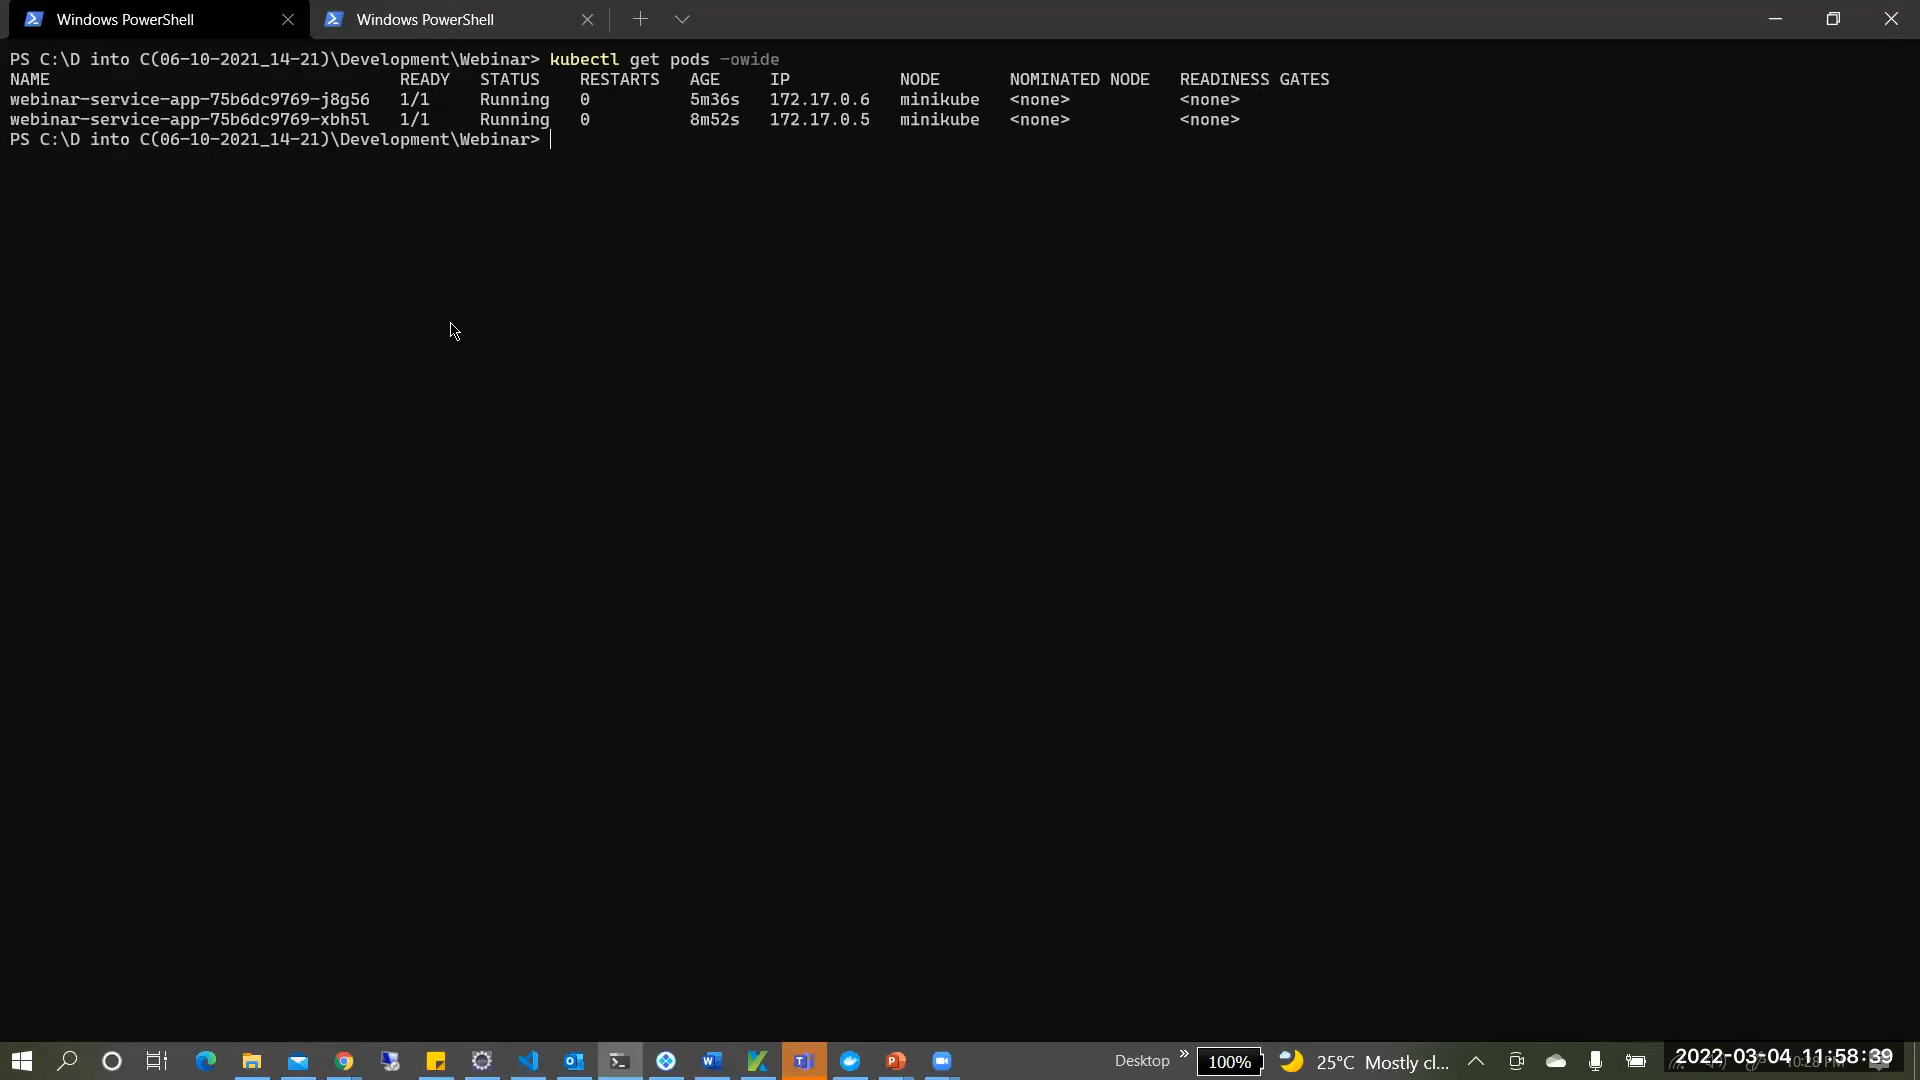 Windows PowerShell
Windows PowerShell
PS C:\D into C(06-10-2021_14-21)\Development\Webinar> kubectl get pods -owide
NAME READY STATUS RESTARTS AGE IP NODE NOMINATED NODE READINESS GATES
webinar-service-app-75b6dc9769-j8g56 1/1 Running 0 5m36s 172.17.0.6 minikube <none> <none>
webinar-service-app-75b6dc9769-xbh5l 1/1 Running 0 8m52s 172.17.0.5 minikube <none> <none>
PS C:\D into C(06-10-2021_14-21)\Development\Webinar>
Desktop » 100% 25°C Mostly cl... 2022-03-04 11:58:39